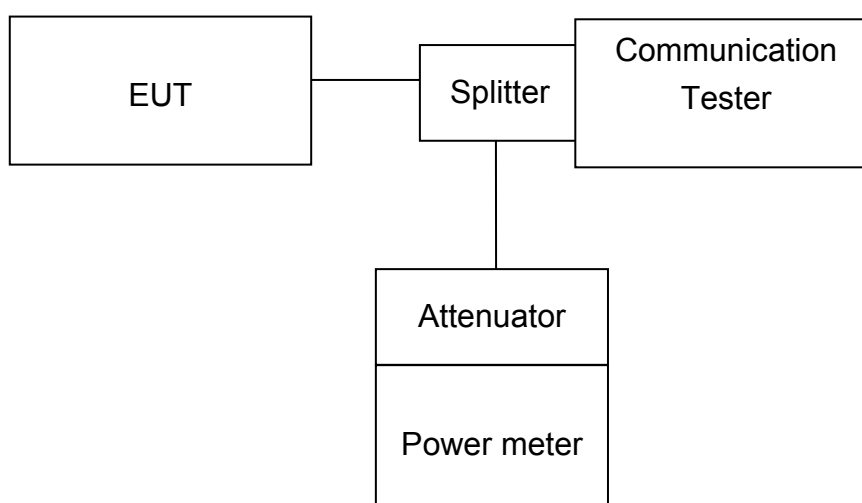 EUT
Splitter
Communication
Tester
Attenuator
Power meter